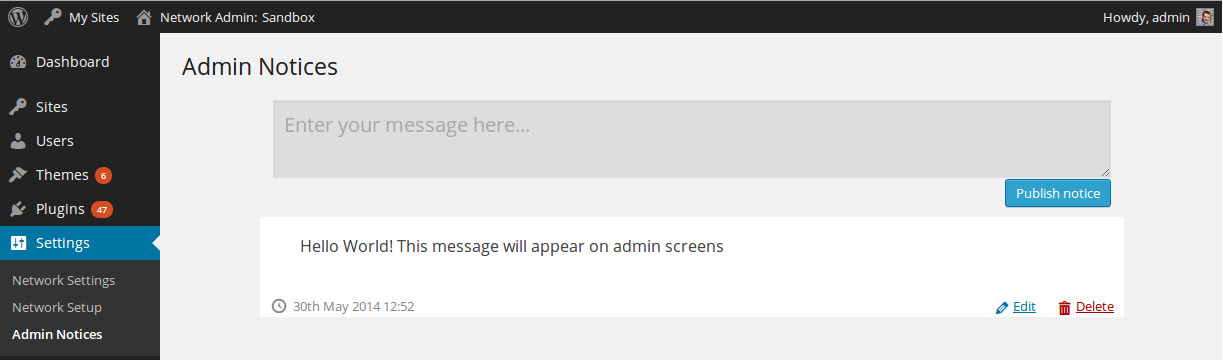 My Sites Network Admin: Sandbox Howdy, admin
Dashboard
Sites
Users
Themes 6
Plugins 47
Settings
Network Settings
Network Setup
Admin Notices
Admin Notices
Enter your message here...
Publish notice
Hello World! This message will appear on admin screens
30th May 2014 12:52 Edit Delete